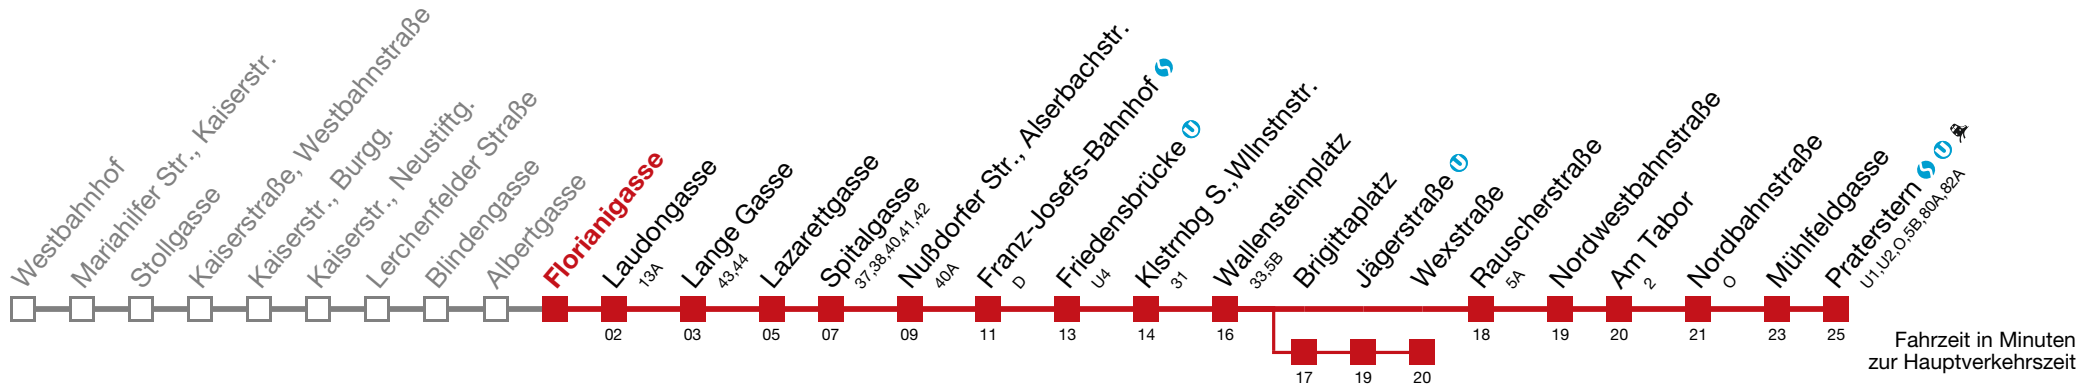 Westbahnhof
Mariahilfer Str., Kaiserstr.
Stollgasse
Kaiserstraße, Westbahnstraße
Kaiserstr., Burgg.
Kaiserstr., Neustiftg.
Lerchenfelder Straße
Blindengasse
Albertgasse
Florianigasse
Laudongasse
13A
02
Lange Gasse
43,44
03
Lazarettgasse
05
Spitalgasse
37,38,40,41,42
07
Nußdorfer Str., Alserbachstr.
40A
09
Franz-Josefs-Bahnhof
D
11
Friedensbrücke U
U4
13
Klstrnbg S., Wllnstnstr.
31
14
Wallensteinplatz
33,5B
16
Brigittaplatz
17
Jägerstraße U
19
Wexstraße
20
Rauscherstraße
5A
18
Nordwestbahnstraße
19
Am Tabor
2
20
Nordbahnstraße
O
21
Mühlfeldgasse
23
Praterstern S U
U1,U2,O,5B,80A,82A
25
Fahrzeit in Minuten
zur Hauptverkehrszeit